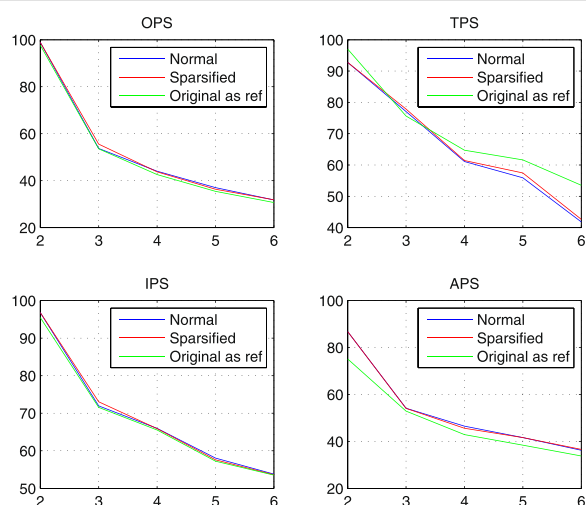 OPS
100
80
60
40
20
2 3 4 5 6
Normal
Sparsified
Original as ref
TPS
100
90
80
70
60
50
40
2 3 4 5 6
Normal
Sparsified
Original as ref
IPS
100
90
80
70
60
50
2 3 4 5 6
Normal
Sparsified
Original as ref
APS
100
80
60
40
20
2 3 4 5 6
Normal
Sparsified
Original as ref